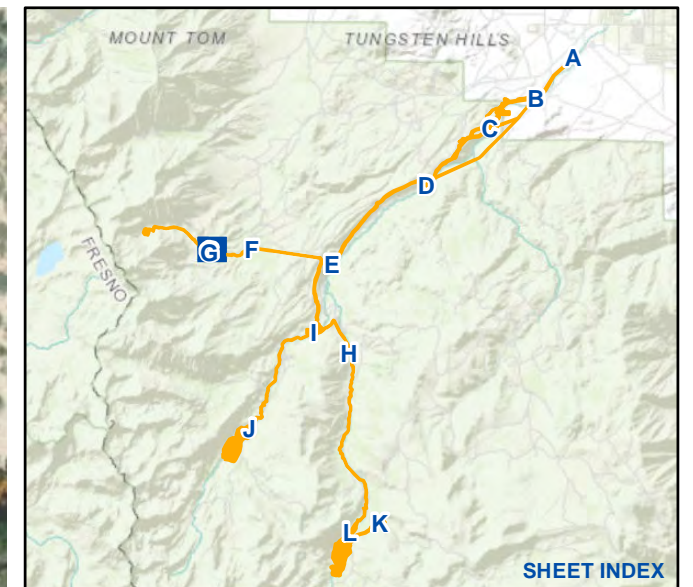 MOUNT TOM
TUNGSTEN HILLS
A
B
C
D
G
F
E
FRESNO
I
H
J
L
K
SHEET INDEX